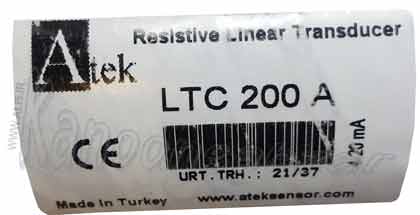 Resistive Linear Transducer
Atek
LTC 200 A
4 20 mA
CE
URT.TRH.: 21/37
Made in Turkey
www.ateksensor.com